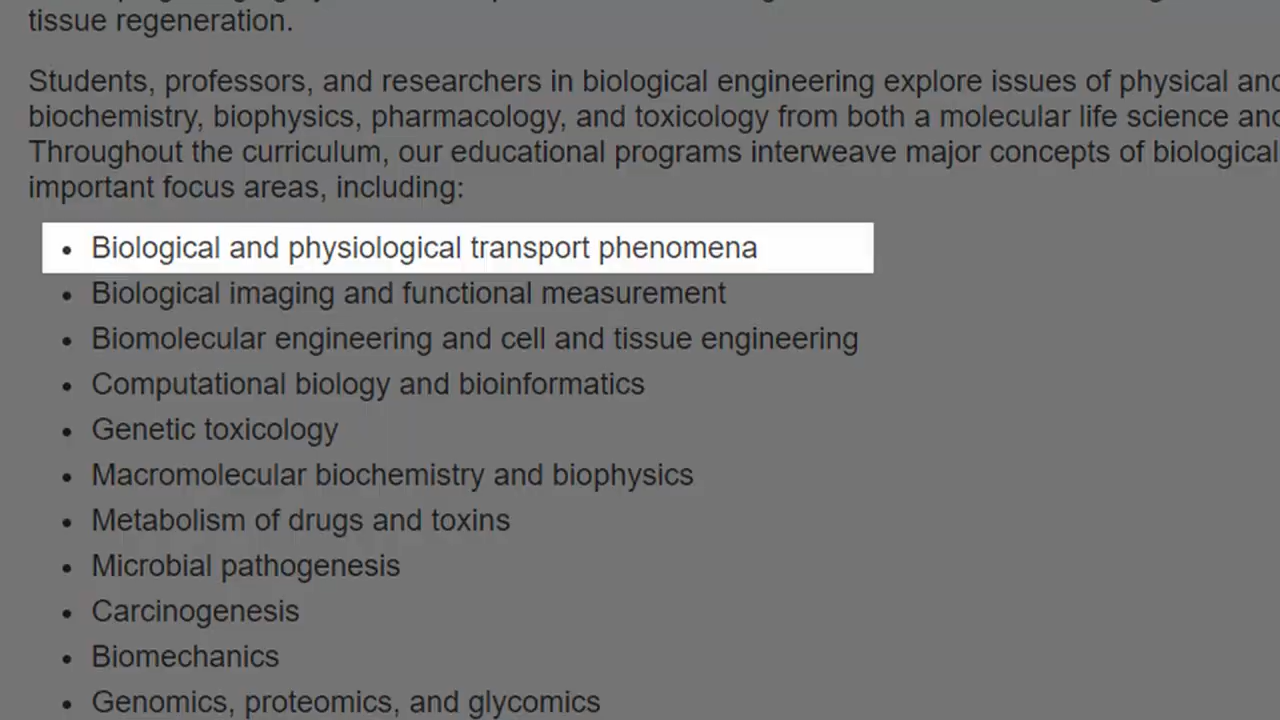 tissue regeneration.
Students, professors, and researchers in biological engineering explore issues of physical and
biochemistry, biophysics, pharmacology, and toxicology from both a molecular life science and
Throughout the curriculum, our educational programs interweave major concepts of biological
important focus areas, including:
• Biological and physiological transport phenomena
• Biological imaging and functional measurement
• Biomolecular engineering and cell and tissue engineering
• Computational biology and bioinformatics
• Genetic toxicology
• Macromolecular biochemistry and biophysics
• Metabolism of drugs and toxins
• Microbial pathogenesis
• Carcinogenesis
• Biomechanics
• Genomics, proteomics, and glycomics